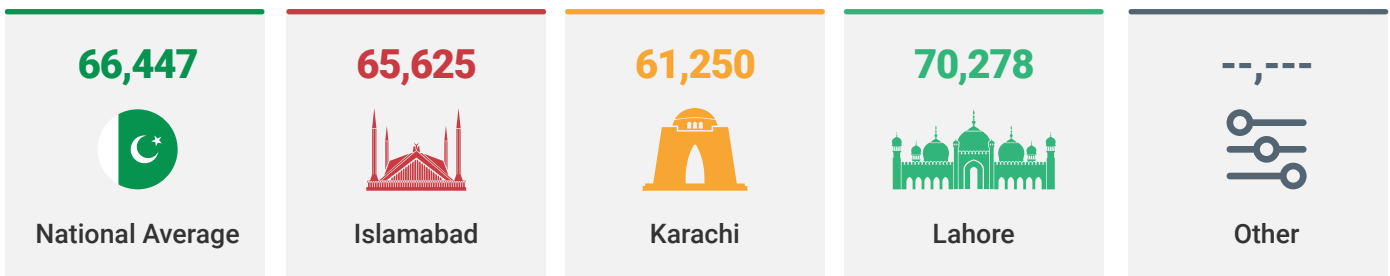 66,447
National Average
65,625
Islamabad
61,250
Karachi
70,278
Lahore
--,---
Other